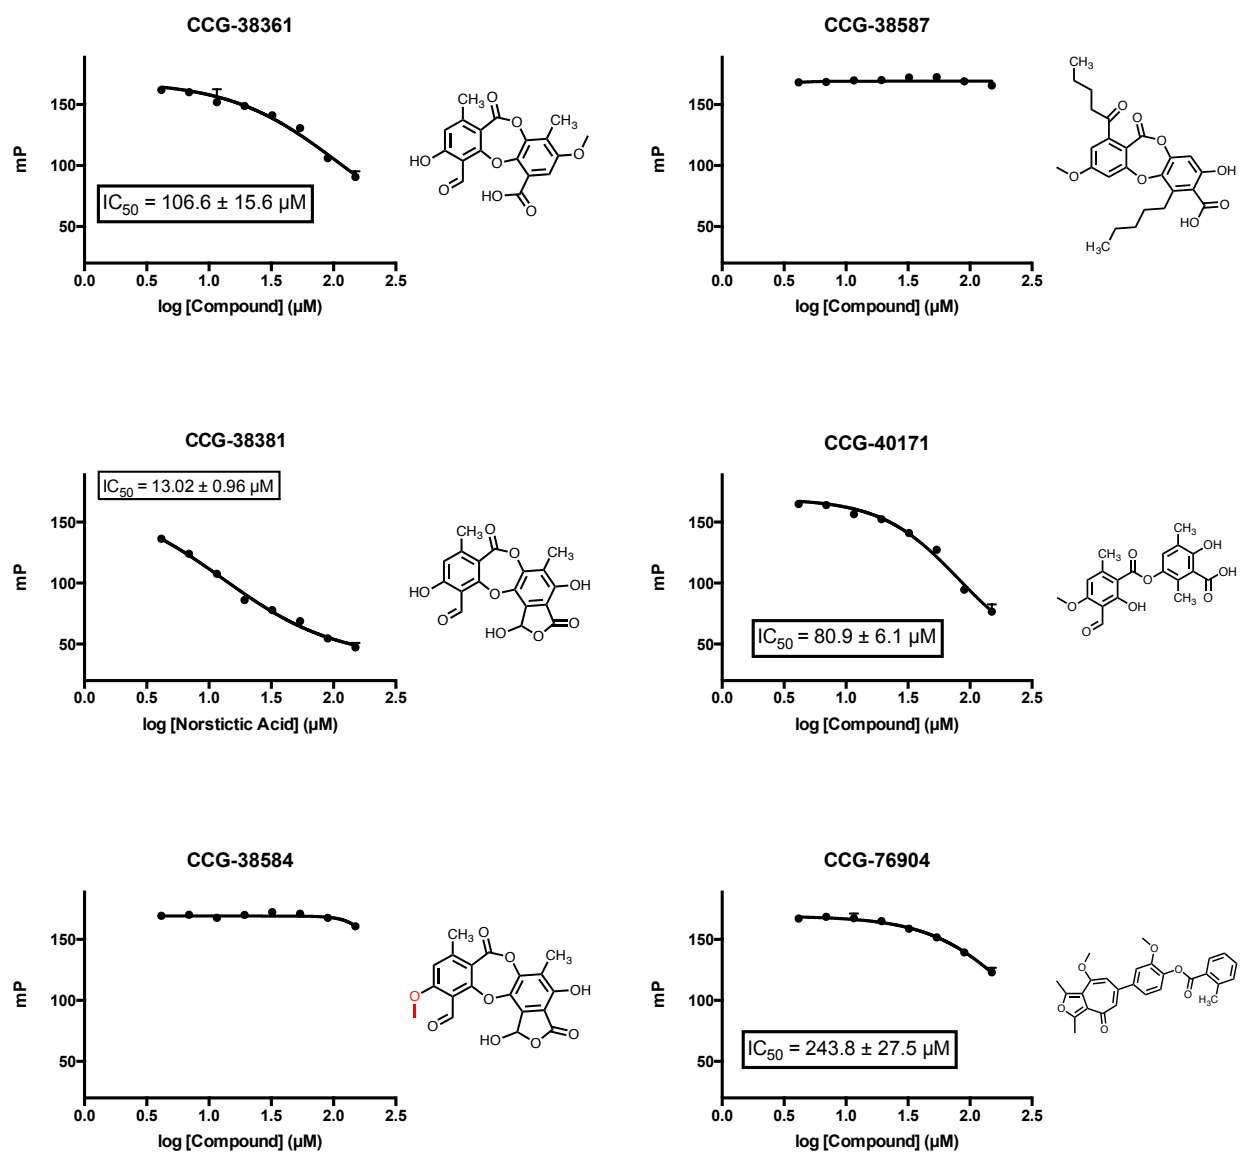 CCG-38361
mP
150
100
50
0.0 0.5 1.0 1.5 2.0 2.5
log [Compound] (µM)
IC50 = 106.6 ± 15.6 µM
CH3
O
O
CH3
HO
O
O
O
HO
O
CCG-38587
mP
150
100
50
0.0 0.5 1.0 1.5 2.0 2.5
log [Compound] (µM)
CH3
O
O
O
O
O
OH
O
HO
H3C
CCG-38381
IC50 = 13.02 ± 0.96 µM
mP
150
100
50
0.0 0.5 1.0 1.5 2.0 2.5
log [Norstictic Acid] (µM)
CH3
O
O
CH3
HO
O
OH
O
HO
O
O
CCG-40171
mP
150
100
50
0.0 0.5 1.0 1.5 2.0 2.5
log [Compound] (µM)
IC50 = 80.9 ± 6.1 µM
CH3
OH
CH3
O
OH
O
O
O
OH
CH3
O
CCG-38584
mP
150
100
50
0.0 0.5 1.0 1.5 2.0 2.5
log [Compound] (µM)
CH3
O
O
CH3
O
O
OH
O
HO
O
O
CCG-76904
mP
150
100
50
0.0 0.5 1.0 1.5 2.0 2.5
log [Compound] (µM)
IC50 = 243.8 ± 27.5 µM
O
O
O
O
H3C
O
O